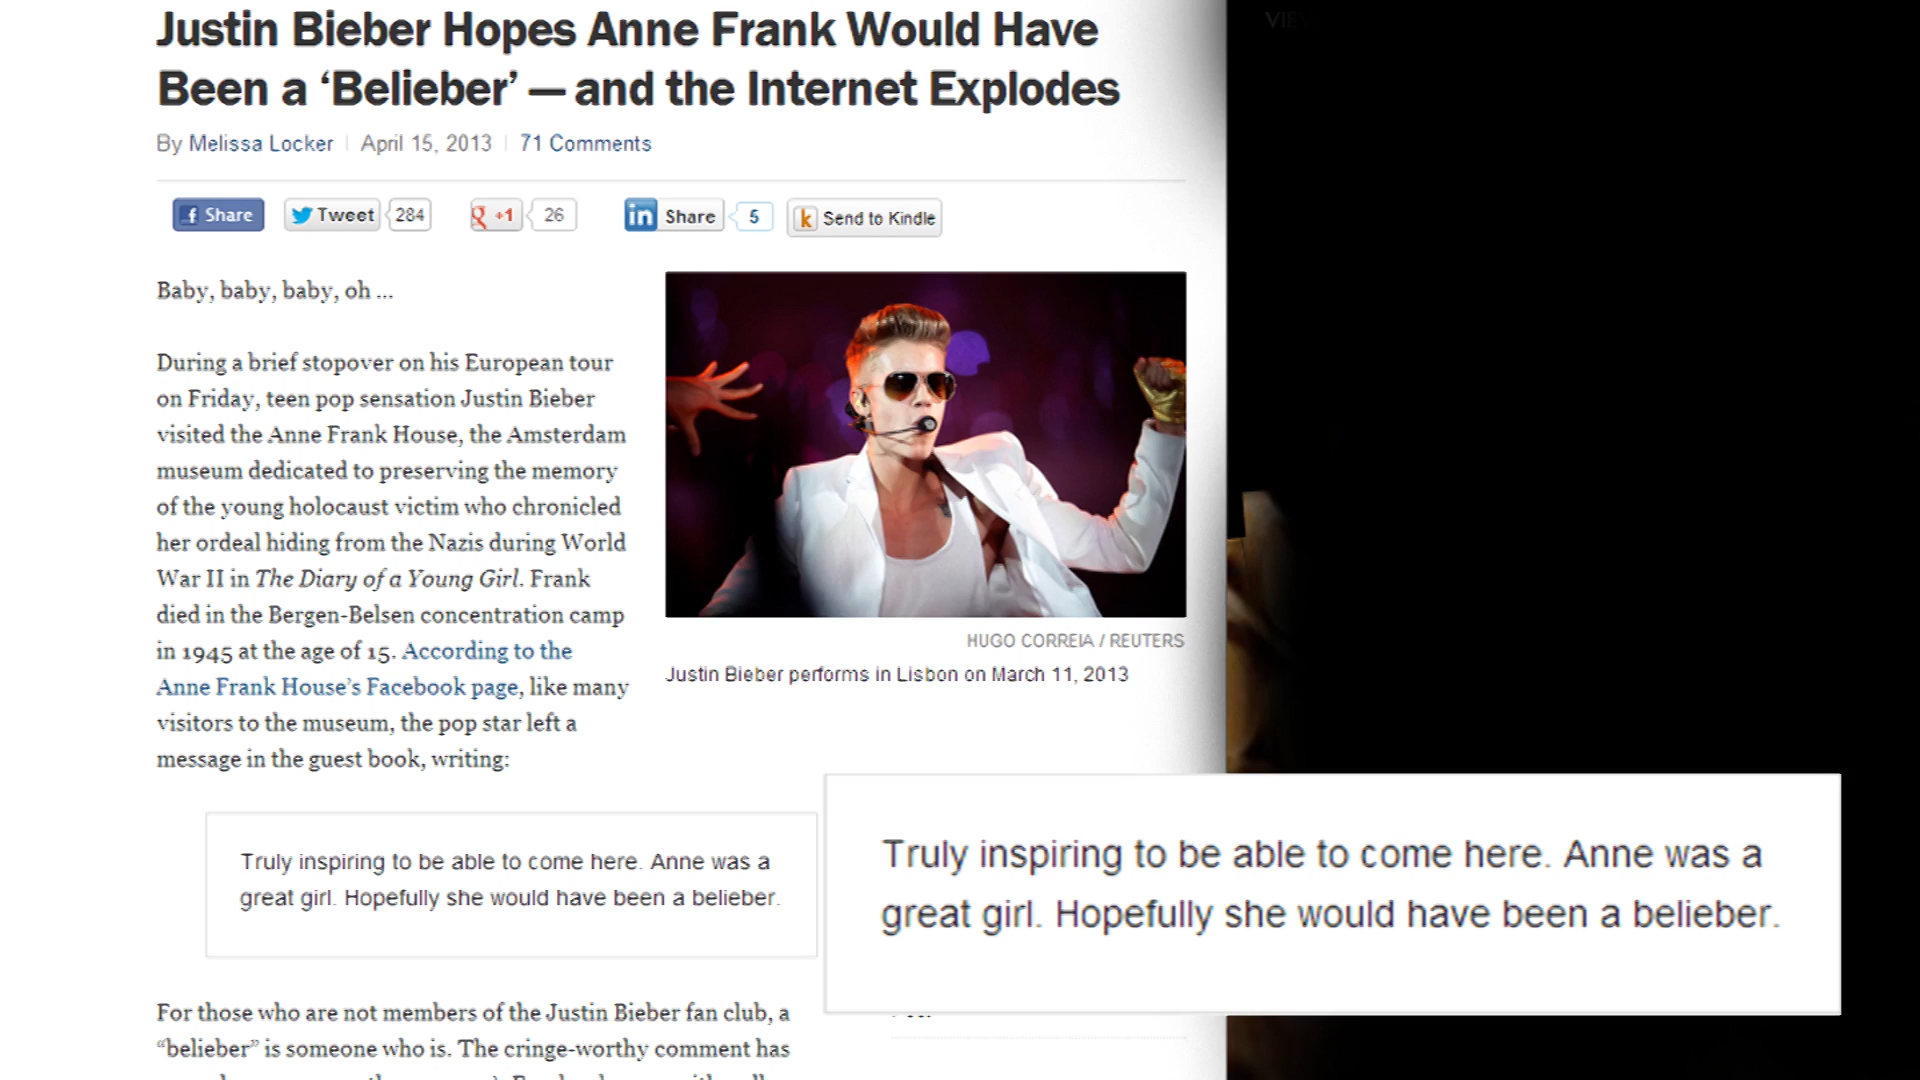 Justin Bieber Hopes Anne Frank Would Have
Been a ‘Belieber’ — and the Internet Explodes
By Melissa Locker | April 15, 2013 | 71 Comments
Share Tweet 284 +1 26 in Share 5 Send to Kindle
Baby, baby, baby, oh ...
During a brief stopover on his European tour
on Friday, teen pop sensation Justin Bieber
visited the Anne Frank House, the Amsterdam
museum dedicated to preserving the memory
of the young holocaust victim who chronicled
her ordeal hiding from the Nazis during World
War II in The Diary of a Young Girl. Frank
died in the Bergen-Belsen concentration camp
in 1945 at the age of 15. According to the
Anne Frank House’s Facebook page, like many
visitors to the museum, the pop star left a
message in the guest book, writing:
HUGO CORREIA / REUTERS
Justin Bieber performs in Lisbon on March 11, 2013
Truly inspiring to be able to come here. Anne was a
great girl. Hopefully she would have been a belieber.
Truly inspiring to be able to come here. Anne was a
great girl. Hopefully she would have been a belieber.
For those who are not members of the Justin Bieber fan club, a
“belieber” is someone who is. The cringe-worthy comment has